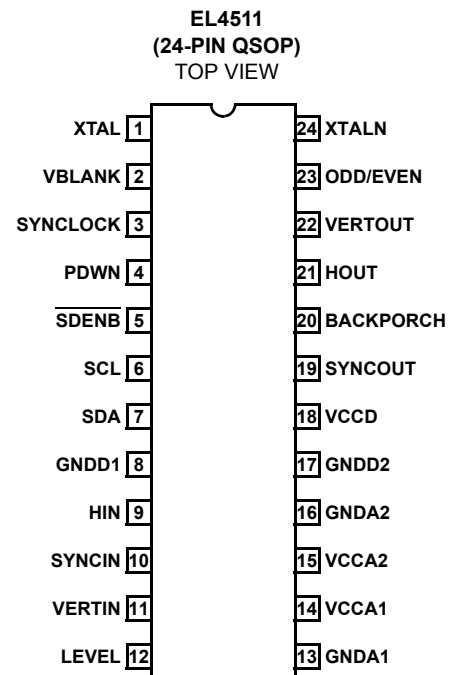 EL4511
(24-PIN QSOP)
TOP VIEW
XTAL 1 24 XTALN
VBLANK 2 23 ODD/EVEN
SYNCLOCK 3 22 VERTOUT
PDWN 4 21 HOUT
SDENB 5 20 BACKPORCH
SCL 6 19 SYNCOUT
SDA 7 18 VCCD
GNDD1 8 17 GNDD2
HIN 9 16 GNDA2
SYNCIN 10 15 VCCA2
VERTIN 11 14 VCCA1
LEVEL 12 13 GNDA1